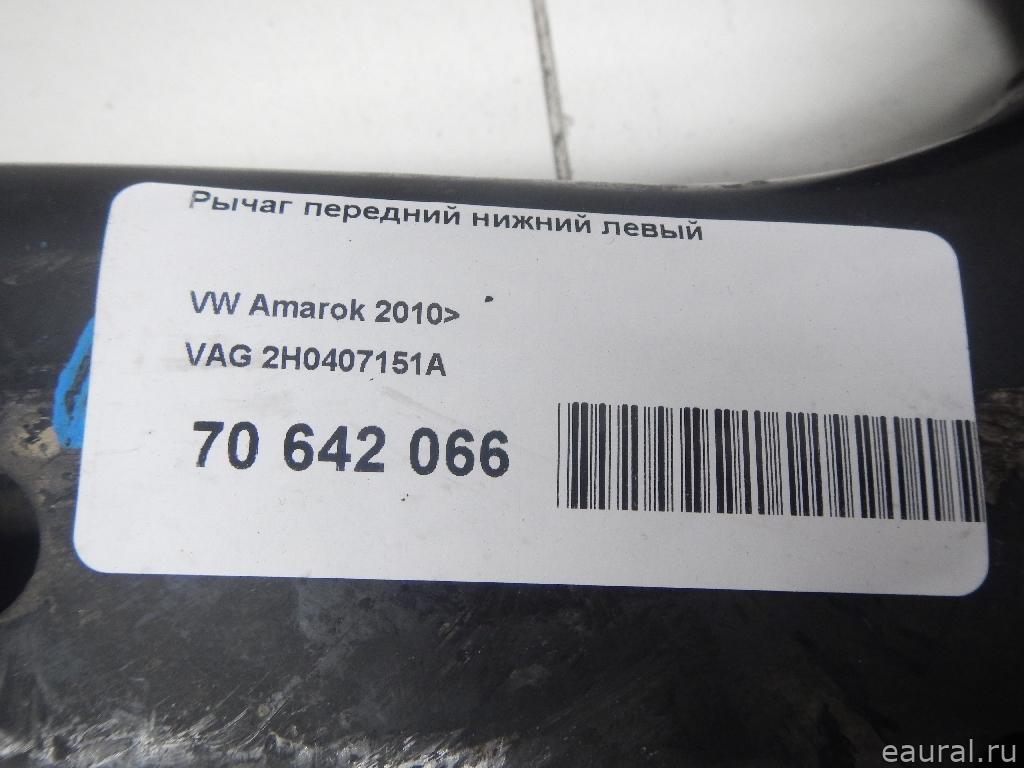 Рычаг передний нижний левый
VW Amarok 2010>
VAG 2H0407151A
70 642 066
eaural.ru